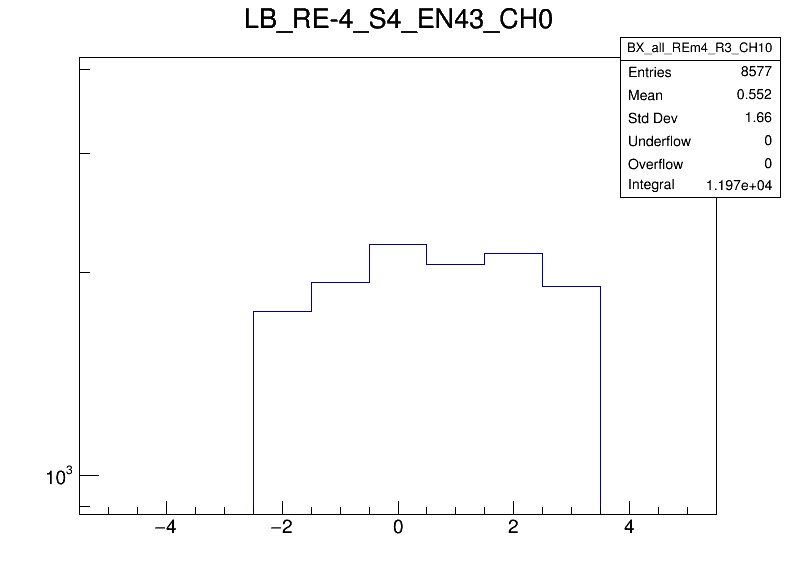 LB_RE-4_S4_EN43_CH0
BX_all_REm4_R3_CH10
Entries 8577
Mean 0.552
Std Dev 1.66
Underflow 0
Overflow 0
Integral 1.197e+04
10³
−4 −2 0 2 4